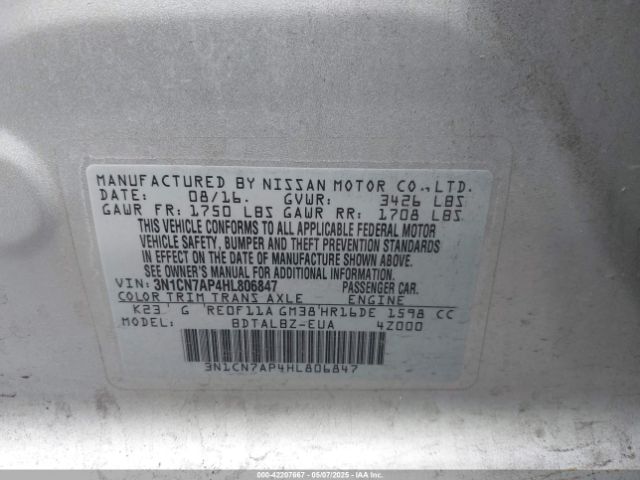 MANUFACTURED BY NISSAN MOTOR CO., LTD.
DATE: 08/16. GVWR: 3426 LBS
GAWR FR: 1750 LBS GAWR RR: 1708 LBS
THIS VEHICLE CONFORMS TO ALL APPLICABLE FEDERAL MOTOR
VEHICLE SAFETY, BUMPER AND THEFT PREVENTION STANDARDS
IN EFFECT ON THE DATE OF MANUFACTURE SHOWN ABOVE.
SEE OWNER'S MANUAL FOR ADDITIONAL INFORMATION.
VIN: 3N1CN7AP4HL806847 PASSENGER CAR.
COLOR TRIM TRANS AXLE ENGINE
K23 G RE0F11A GM38 HR16DE 1598 CC
MODEL: BDTALBZ-EUA 4Z000
3N1CN7AP4HL806847
000-42207667 - 05/07/2025 - IAAI.com